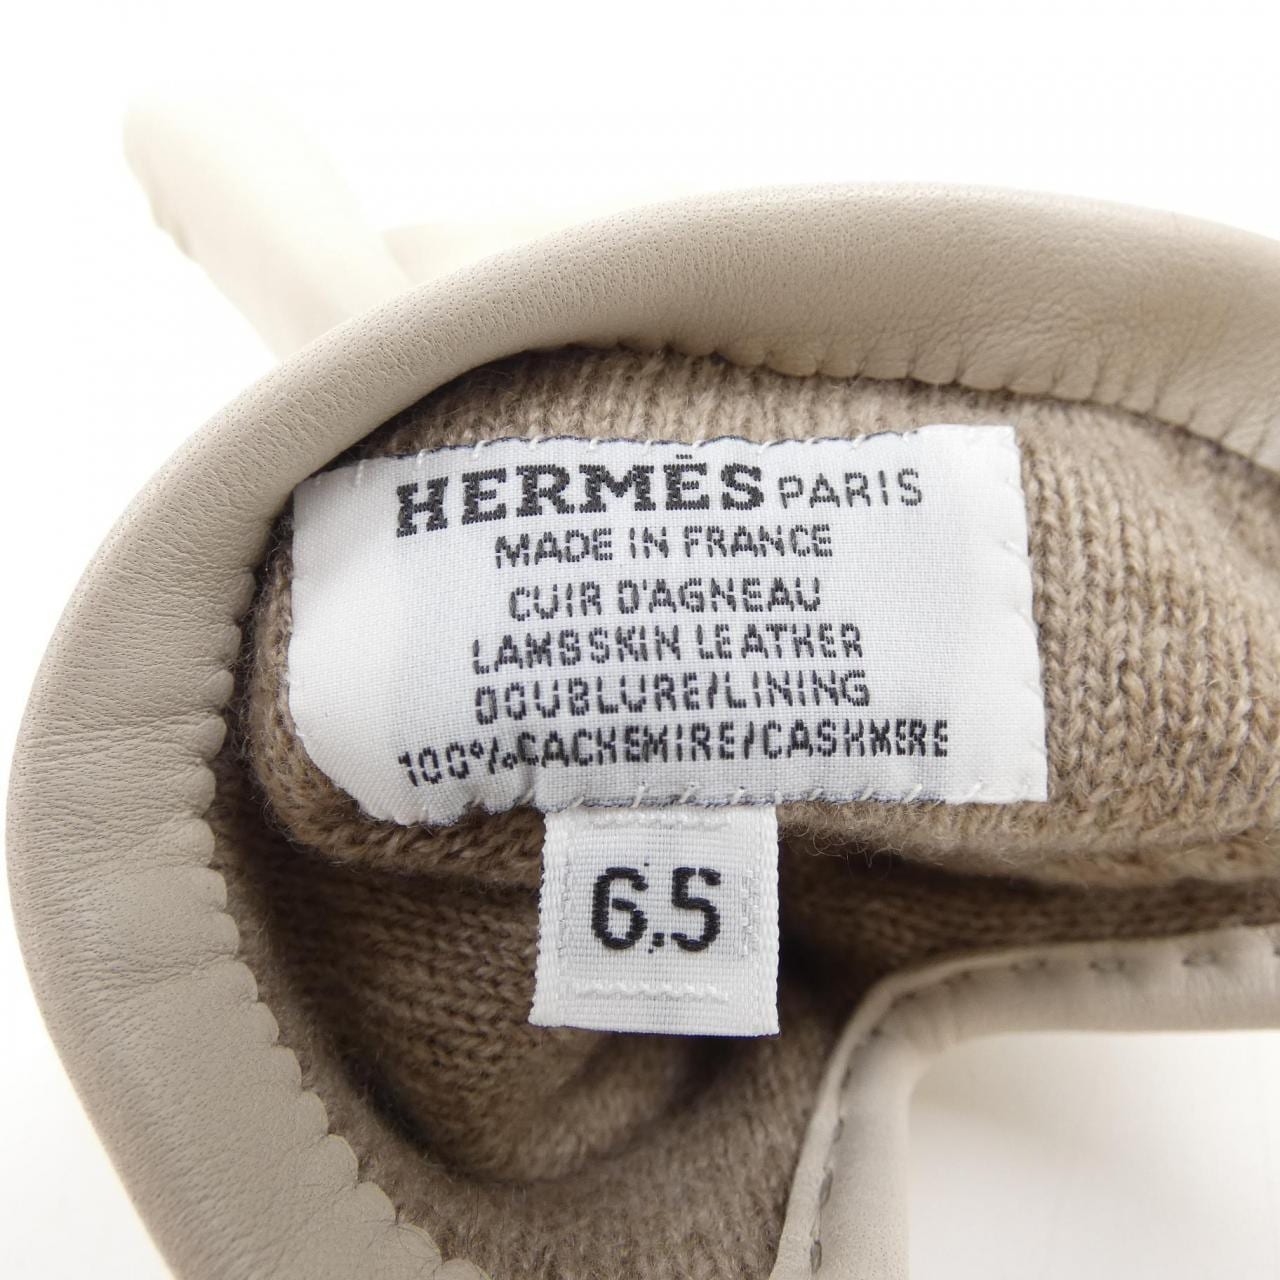 HERMÈS PARIS
MADE IN FRANCE
CUIR D'AGNEAU
LAMBSKIN LEATHER
DOUBLURE/LINING
100%CACHEMIRE/CASHMERE
6,5